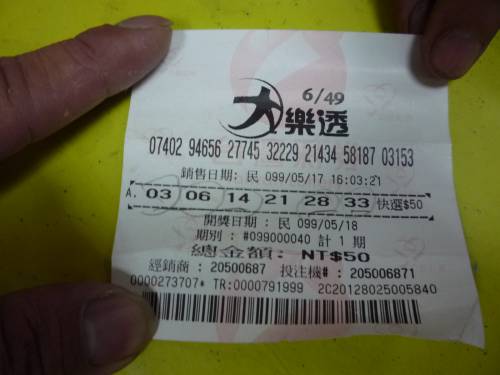 6/49
大樂透
07402 94656 27745 32229 21434 58187 03153
銷售日期: 民 099/05/17 16:03:21
A. 03 06 14 21 28 33 快選$50
開獎日期 : 民 099/05/18
期別 : #099000040 計 1 期
總金額: NT$50
經銷商 : 20050687 投注機# : 205006871
0000273707* TR:0000791999 2C20128025005840